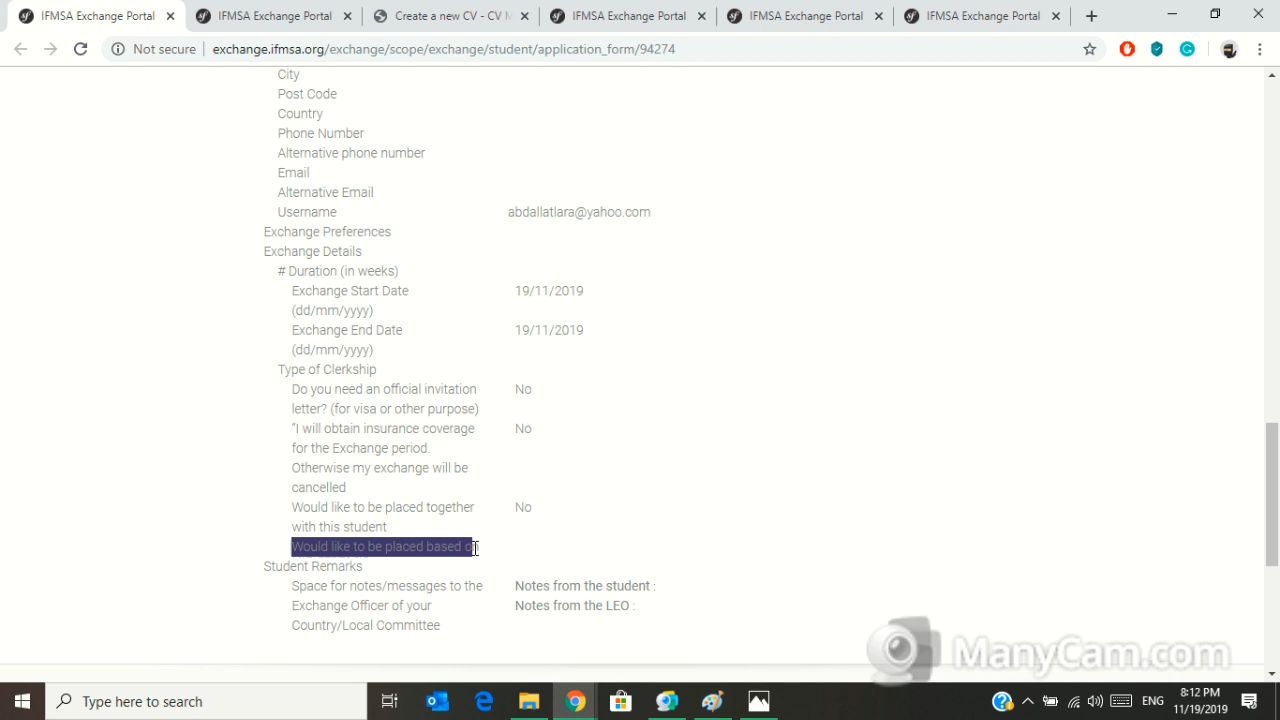 IFMSA Exchange Portal
IFMSA Exchange Portal
Create a new CV - CV M
IFMSA Exchange Portal
IFMSA Exchange Portal
IFMSA Exchange Portal
Not secure
exchange.ifmsa.org/exchange/scope/exchange/student/application_form/94274
City
Post Code
Country
Phone Number
Alternative phone number
Email
Alternative Email
Username abdallatlara@yahoo.com
Exchange Preferences
Exchange Details
# Duration (in weeks)
Exchange Start Date 19/11/2019
(dd/mm/yyyy)
Exchange End Date 19/11/2019
(dd/mm/yyyy)
Type of Clerkship
Do you need an official invitation No
letter? (for visa or other purpose)
"I will obtain insurance coverage No
for the Exchange period.
Otherwise my exchange will be
cancelled
Would like to be placed together No
with this student
Would like to be placed based on
Student Remarks
Space for notes/messages to the Notes from the student :
Exchange Officer of your Notes from the LEO :
Country/Local Committee
ManyCam.com
Type here to search
ENG
8:12 PM
11/19/2019